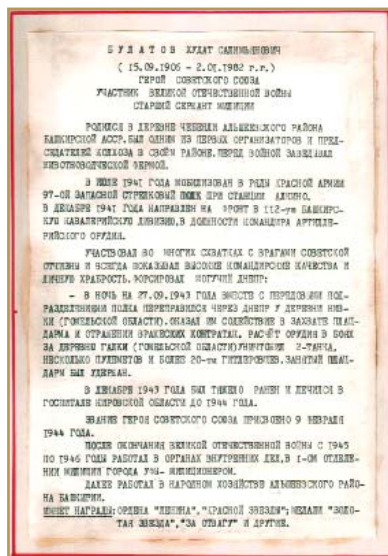 БУЛАТОВ ХУДАТ САЛИМЬЯНОВИЧ
( 15.09.1906 - 2.01.1982 г.г.)
ГЕРОЙ СОВЕТСКОГО СОЮЗА
УЧАСТНИК ВЕЛИКОЙ ОТЕЧЕСТВЕННОЙ ВОЙНЫ
СТАРШИЙ СЕРЖАНТ МИЛИЦИИ
РОДИЛСЯ В ДЕРЕВНЕ ЧЕБЕНЛИ АЛЬШЕЕВСКОГО РАЙОНА
БАШКИРСКОЙ АССР. БЫЛ ОДНИМ ИЗ ПЕРВЫХ ОРГАНИЗАТОРОВ И ПРЕД-
СЕДАТЕЛЕЙ КОЛХОЗА В СВОЁМ РАЙОНЕ. ПЕРЕД ВОЙНОЙ ЗАВЕДЫВАЛ
ЖИВОТНОВОДЧЕСКОЙ ФЕРМОЙ.
В ИЮЛЕ 1941 ГОДА МОБИЛИЗОВАН В РЯДЫ КРАСНОЙ АРМИИ
97-ОЙ ЗАПАСНОЙ СТРЕЛКОВЫЙ ПОЛК ПРИ СТАНЦИИ АЛКИНО.
В ДЕКАБРЕ 1941 ГОДА НАПРАВЛЕН НА ФРОНТ В 112-ую БАШКИРС-
КУЮ КАВАЛЕРИЙСКУЮ ДИВИЗИЮ, В ДОЛЖНОСТИ КОМАНДИРА АРТИЛЛЕ-
РИЙСКОГО ОРУДИЯ.
УЧАСТВОВАЛ ВО МНОГИХ СХВАТКАХ С ВРАГАМИ СОВЕТСКОЙ
ОТЧИЗНЫ И ВСЕГДА ПОКАЗЫВАЛ ВЫСОКИЕ КОМАНДИРСКИЕ КАЧЕСТВА И
ЛИЧНУЮ ХРАБРОСТЬ. ФОРСИРОВАЛ МОГУЧИЙ ДНЕПР:
- В НОЧЬ НА 27.09.1943 ГОДА ВМЕСТЕ С ПЕРЕДОВЫМИ ПОД-
РАЗДЕЛЕНИЯМИ ПОЛКА ПЕРЕПРАВИЛСЯ ЧЕРЕЗ ДНЕПР У ДЕРЕВНИ НИВ-
КИ (ГОМЕЛЬСКОЙ ОБЛАСТИ). ОКАЗАЛ ИМ СОДЕЙСТВИЕ В ЗАХВАТЕ ПЛАЦ-
ДАРМА И ОТРАЖЕНИИ ВРАЖЕСКИХ КОНТРАТАК. РАСЧЁТ ОРУДИЯ В БОЯХ
ЗА ДЕРЕВНЮ ГАЛКИ (ГОМЕЛЬСКОЙ ОБЛАСТИ) УНИЧТОЖИЛ 2-ТАНКА,
НЕСКОЛЬКО ПУЛЕМЕТОВ И БОЛЕЕ 20-ти ГИТЛЕРОВЦЕВ. ЗАНЯТЫЙ ПЛАЦ-
ДАРМ БЫЛ УДЕРЖАН.
В ДЕКАБРЕ 1943 ГОДА БЫЛ ТЯЖЕЛО РАНЕН И ЛЕЧИЛСЯ В
ГОСПИТАЛЕ КИРОВСКОЙ ОБЛАСТИ ДО 1944 ГОДА.
ЗВАНИЕ ГЕРОЯ СОВЕТСКОГО СОЮЗА ПРИСВОЕНО 9 ФЕВРАЛЯ
1944 ГОДА.
ПОСЛЕ ОКОНЧАНИЯ ВЕЛИКОЙ ОТЕЧЕСТВЕННОЙ ВОЙНЫ С 1945
ПО 1946 ГОДЫ РАБОТАЛ В ОРГАНАХ ВНУТРЕННИХ ДЕЛ, В 1-ОМ ОТДЕЛЕ-
НИИ МИЛИЦИИ ГОРОДА УФЫ- МИЛИЦИОНЕРОМ.
ДАЛЕЕ РАБОТАЛ В НАРОДНОМ ХОЗЯЙСТВЕ АЛЬШЕЕВСКОГО РАЙО-
НА БАШКИРИИ.
ИМЕЕТ НАГРАДЫ: ОРДЕНА "ЛЕНИНА", "КРАСНОЙ ЗВЕЗДЫ"; МЕДАЛИ "ЗОЛО-
ТАЯ ЗВЕЗДА", "ЗА ОТВАГУ" И ДРУГИЕ.